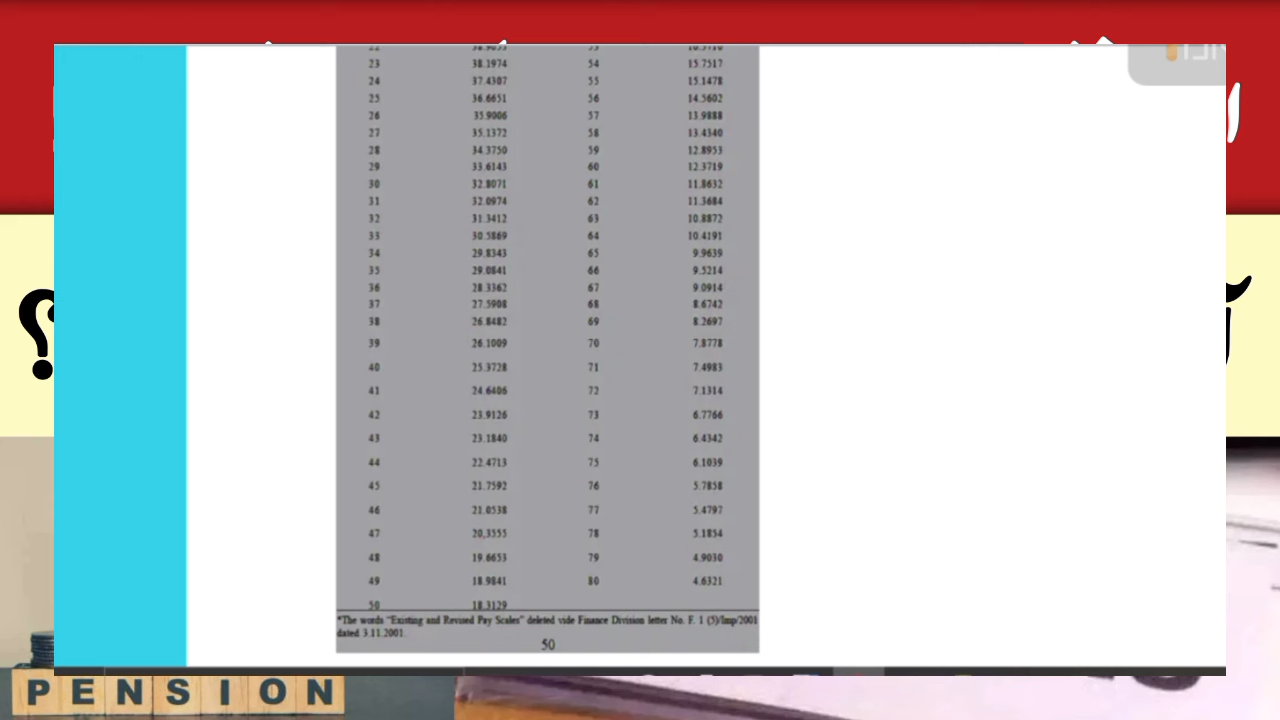 23 38.1974 54 15.7517
24 37.4307 55 15.1478
25 36.6651 56 14.5602
26 35.9006 57 13.9888
27 35.1372 58 13.4340
28 34.3750 59 12.8953
29 33.6143 60 12.3719
30 32.8071 61 11.8632
31 32.0974 62 11.3684
32 31.3412 63 10.8872
33 30.5869 64 10.4191
34 29.8343 65 9.9639
35 29.0841 66 9.5214
36 28.3362 67 9.0914
37 27.5908 68 8.6742
38 26.8482 69 8.2697
39 26.1009 70 7.8778
40 25.3728 71 7.4983
41 24.6406 72 7.1314
42 23.9126 73 6.7766
43 23.1840 74 6.4342
44 22.4713 75 6.1039
45 21.7592 76 5.7858
46 21.0538 77 5.4797
47 20,3555 78 5.1854
48 19.6653 79 4.9030
49 18.9841 80 4.6321
50 18.3129
*The words "Existing and Revised Pay Scales" deleted vide Finance Division letter No. F. 1 (5)/Imp/2001
dated 3.11.2001.
50
PENSION